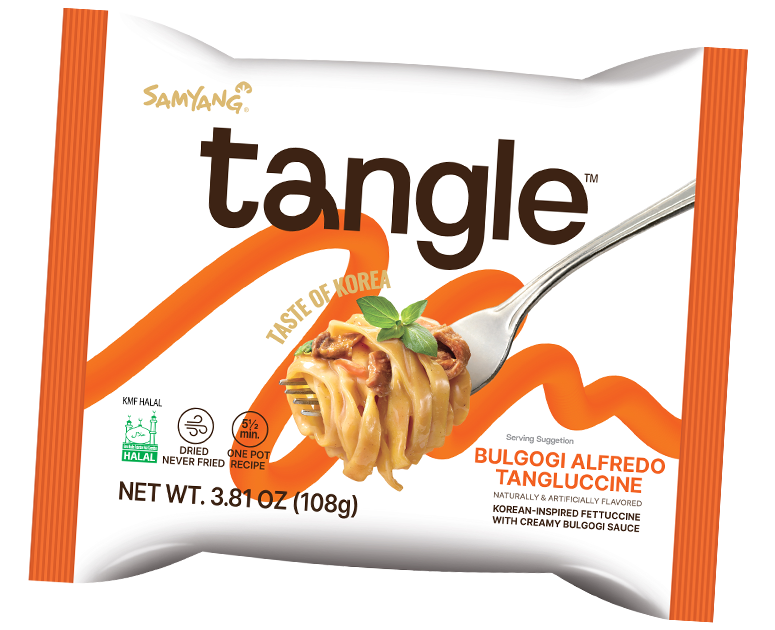 SAMYANG
tangle™
TASTE OF KOREA
KMF HALAL
HALAL
DRIED
NEVER FRIED
5½
min.
ONE POT
RECIPE
NET WT. 3.81 OZ (108g)
Serving Suggetion
BULGOGI ALFREDO
TANGLUCCINE
NATURALLY & ARTIFICIALLY FLAVORED
KOREAN-INSPIRED FETTUCCINE
WITH CREAMY BULGOGI SAUCE